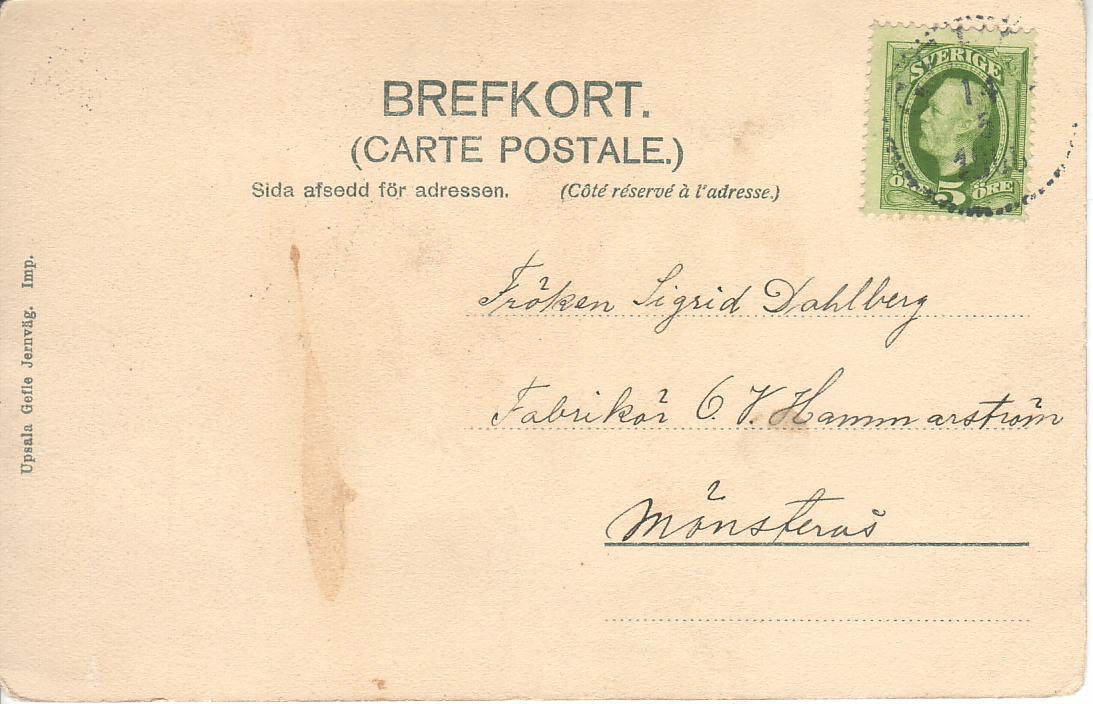 BREFKORT.
(CARTE POSTALE.)
Sida afsedd för adressen. (Côté réservé à l'adresse.)
SVERIGE
ÖRE 5 ÖRE
Fröken Sigrid Dahlberg
Fabrikör C. V. Hammarström
Mönsterås
Upsala Gefle Jernväg. Imp.